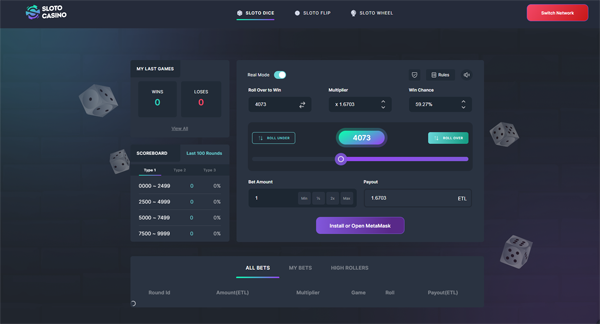 SLOTO CASINO
SLOTO DICE
SLOTO FLIP
SLOTO WHEEL
Switch Network
MY LAST GAMES
WINS
LOSES
0
0
View All
SCOREBOARD
Last 100 Rounds
Type 1
Type 2
Type 3
0000 ~ 2499 0 0%
2500 ~ 4999 0 0%
5000 ~ 7499 0 0%
7500 ~ 9999 0 0%
Real Mode
Rules
Roll Over to Win
Multiplier
Win Chance
4073
x 1.6703
59.27%
ROLL UNDER
4073
ROLL OVER
Bet Amount
Payout
1
Min
Max
1.6703
ETL
Install or Open MetaMask
ALL BETS
MY BETS
HIGH ROLLERS
Round Id
Amount(ETL)
Multiplier
Game
Roll
Payout(ETL)